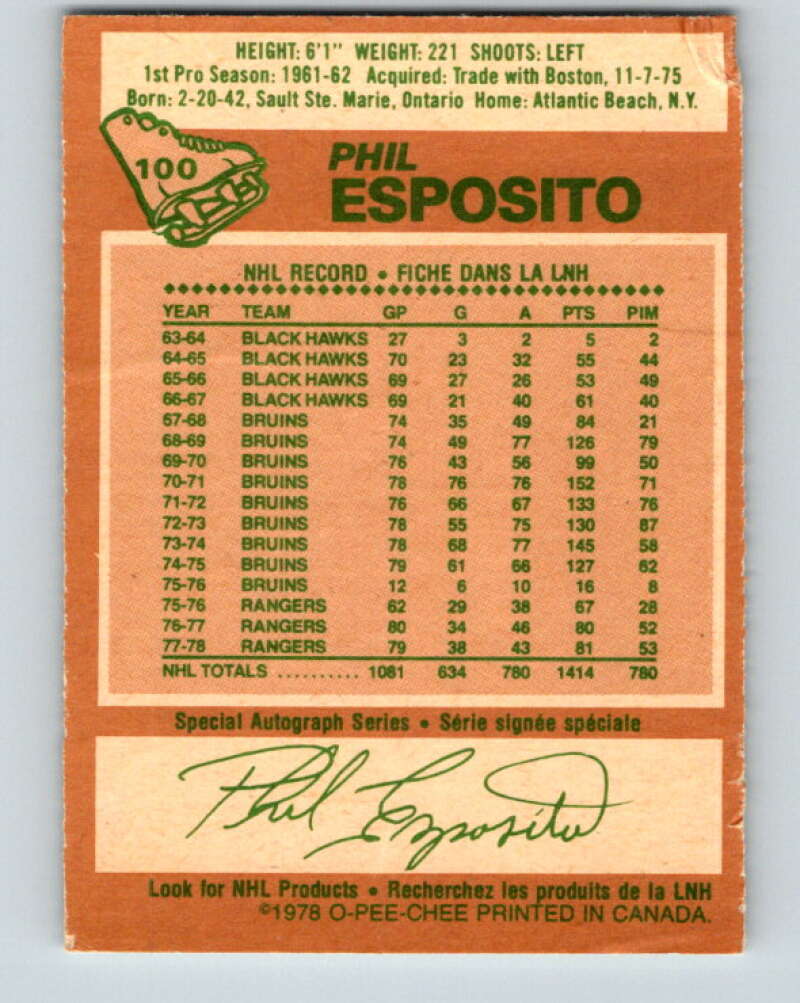 HEIGHT: 6'1" WEIGHT: 221 SHOOTS: LEFT
1st Pro Season: 1961-62 Acquired: Trade with Boston, 11-7-75
Born: 2-20-42, Sault Ste. Marie, Ontario Home: Atlantic Beach, N.Y.
100
PHIL
ESPOSITO
NHL RECORD • FICHE DANS LA LNH
YEAR TEAM GP G A PTS PIM
63-64 BLACK HAWKS 27 3 2 5 2
64-65 BLACK HAWKS 70 23 32 55 44
65-66 BLACK HAWKS 69 27 26 53 49
66-67 BLACK HAWKS 69 21 40 61 40
67-68 BRUINS 74 35 49 84 21
68-69 BRUINS 74 49 77 126 79
69-70 BRUINS 76 43 56 99 50
70-71 BRUINS 78 76 76 152 71
71-72 BRUINS 76 66 67 133 76
72-73 BRUINS 78 55 75 130 87
73-74 BRUINS 78 68 77 145 58
74-75 BRUINS 79 61 66 127 62
75-76 BRUINS 12 6 10 16 8
75-76 RANGERS 62 29 38 67 28
76-77 RANGERS 80 34 46 80 52
77-78 RANGERS 79 38 43 81 53
NHL TOTALS .......... 1081 634 780 1414 780
Special Autograph Series • Série signée spéciale
Phil Esposito
Look for NHL Products • Recherchez les produits de la LNH
©1978 O-PEE-CHEE PRINTED IN CANADA.